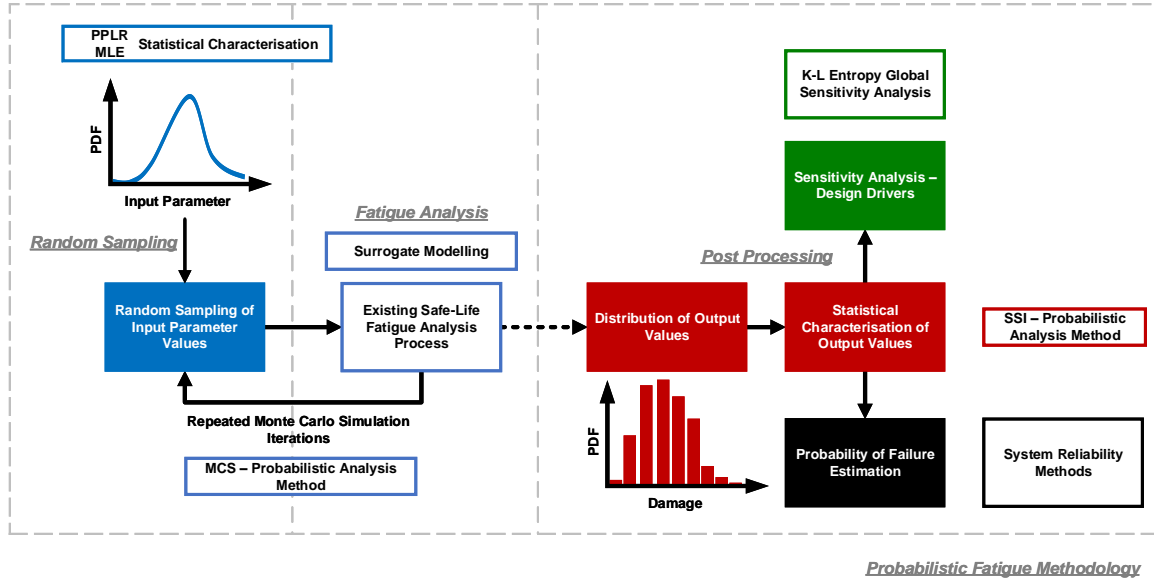 PPLR
MLE
Statistical Characterisation
PDF
Input Parameter
Random Sampling
Random Sampling of
Input Parameter
Values
Fatigue Analysis
Surrogate Modelling
Existing Safe-Life
Fatigue Analysis
Process
Repeated Monte Carlo Simulation
Iterations
MCS – Probabilistic Analysis
Method
K-L Entropy Global
Sensitivity Analysis
Sensitivity Analysis –
Design Drivers
Post Processing
Distribution of Output
Values
Statistical
Characterisation of
Output Values
SSI – Probabilistic
Analysis Method
PDF
Damage
Probability of Failure
Estimation
System Reliability
Methods
Probabilistic Fatigue Methodology